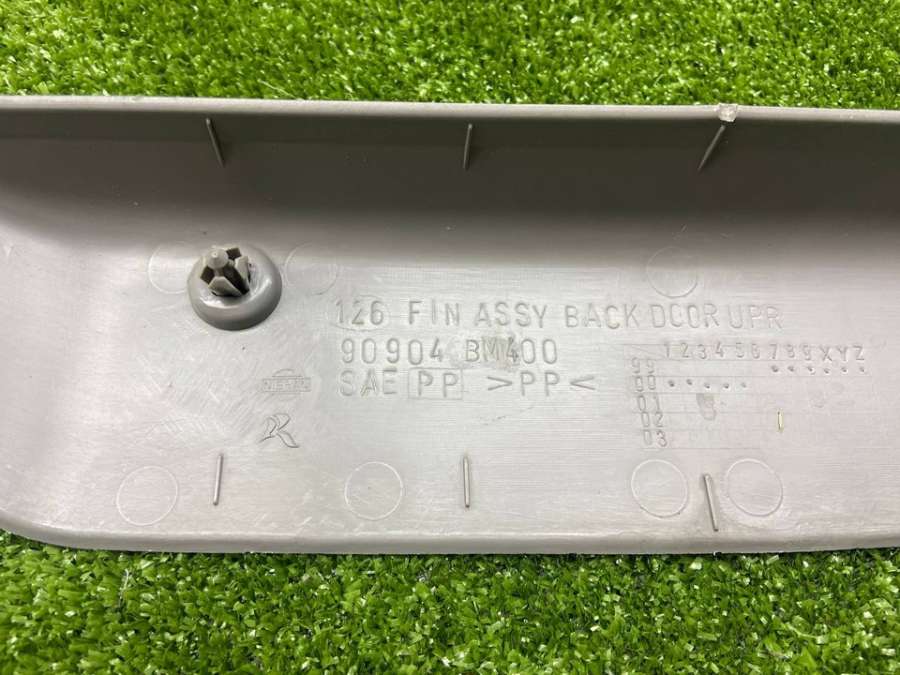 126 FIN ASSY BACK DOOR UPR
90904 BM400
SAE PP >PP<
NISSAN
R
1 2 3 4 5 6 7 8 9 X Y Z
99
00
01
02
03